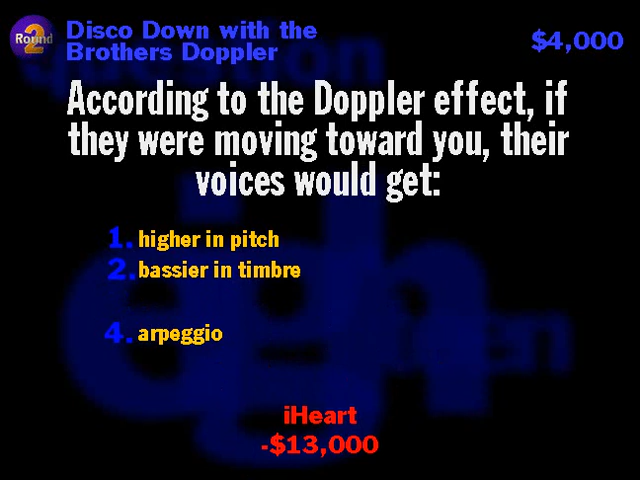 Round 2
Disco Down with the
Brothers Doppler
$4,000
According to the Doppler effect, if
they were moving toward you, their
voices would get:
1. higher in pitch
2. bassier in timbre
4. arpeggio
iHeart
-$13,000